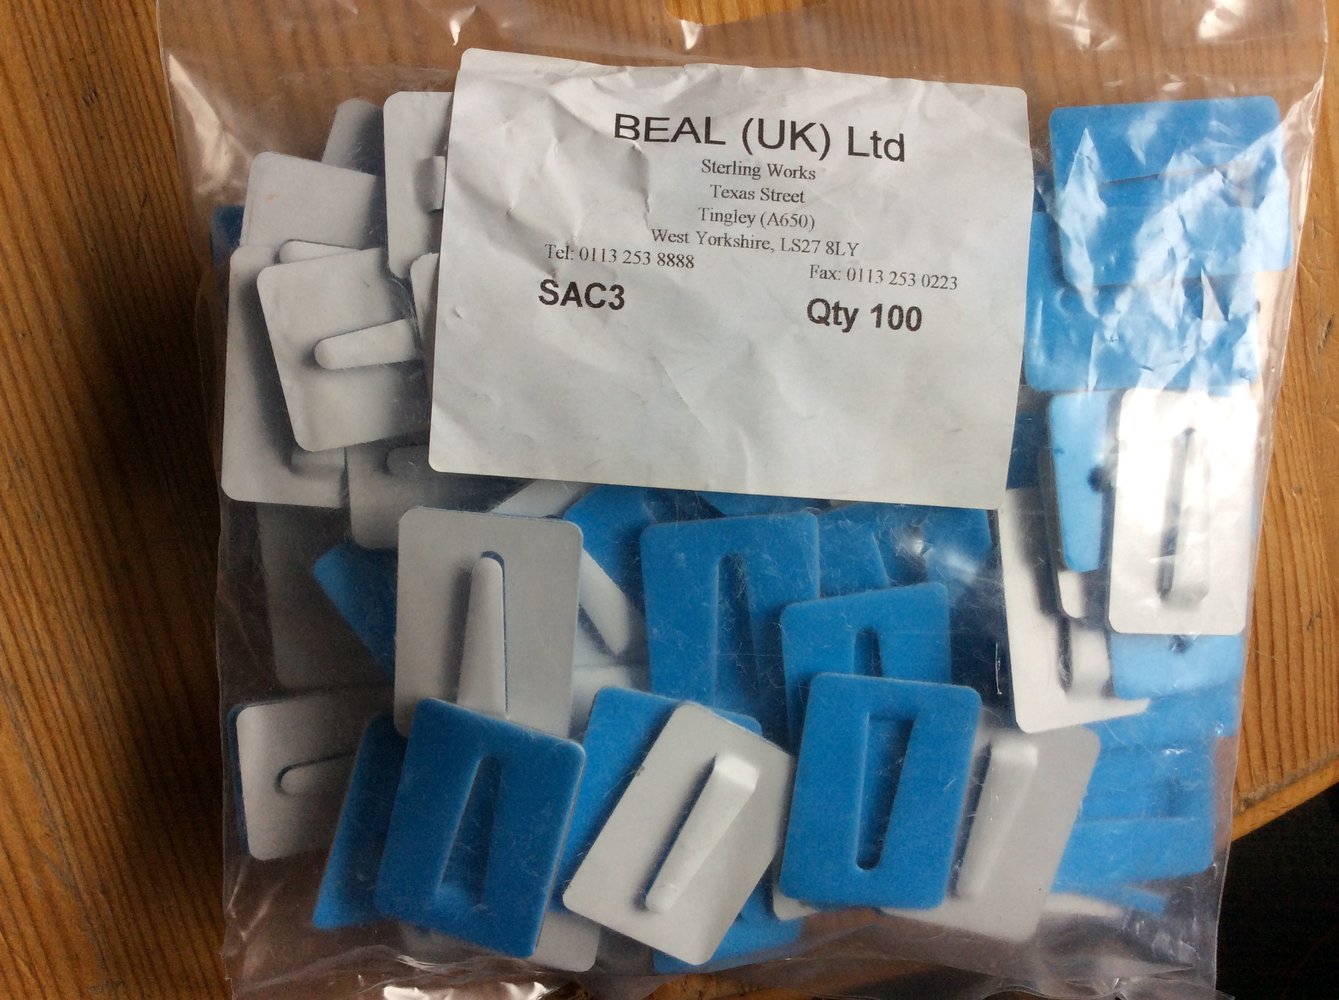 BEAL (UK) Ltd
Sterling Works
Texas Street
Tingley (A650)
West Yorkshire, LS27 8LY
Tel: 0113 253 8888 Fax: 0113 253 0223
SAC3 Qty 100